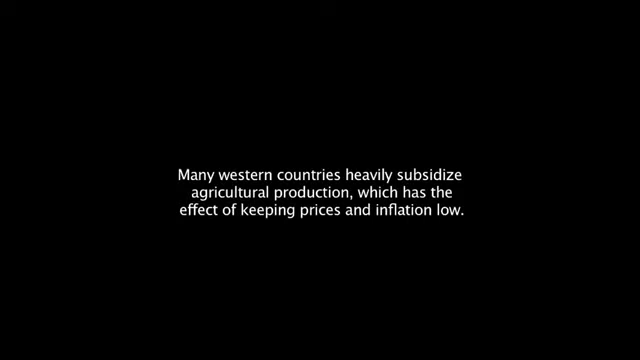 Many western countries heavily subsidize
agricultural production, which has the
effect of keeping prices and inflation low.